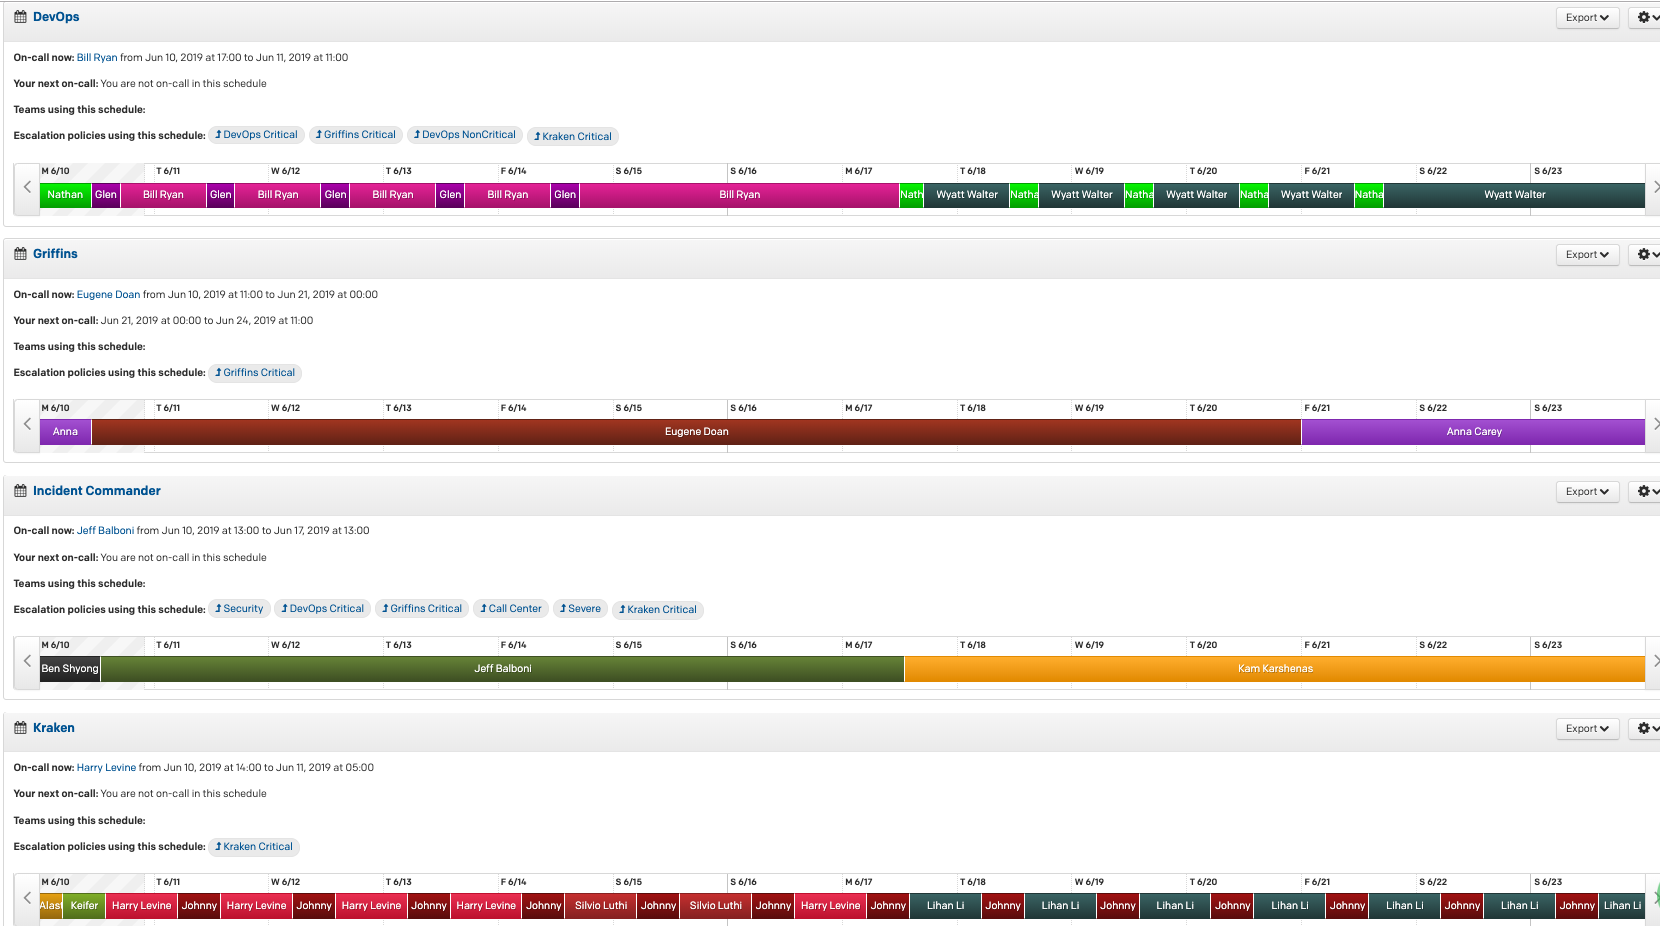 DevOps Export
On-call now: Bill Ryan from Jun 10, 2019 at 17:00 to Jun 11, 2019 at 11:00
Your next on-call: You are not on-call in this schedule
Teams using this schedule:
Escalation policies using this schedule: DevOps Critical Griffins Critical DevOps NonCritical Kraken Critical
M 6/10 T 6/11 W 6/12 T 6/13 F 6/14 S 6/15 S 6/16 M 6/17 T 6/18 W 6/19 T 6/20 F 6/21 S 6/22 S 6/23
Nathan Glen Bill Ryan Glen Bill Ryan Glen Bill Ryan Glen Bill Ryan Glen Bill Ryan Nath Wyatt Walter Natha Wyatt Walter Natha Wyatt Walter Natha Wyatt Walter Natha Wyatt Walter
Griffins Export
On-call now: Eugene Doan from Jun 10, 2019 at 11:00 to Jun 21, 2019 at 00:00
Your next on-call: Jun 21, 2019 at 00:00 to Jun 24, 2019 at 11:00
Teams using this schedule:
Escalation policies using this schedule: Griffins Critical
M 6/10 T 6/11 W 6/12 T 6/13 F 6/14 S 6/15 S 6/16 M 6/17 T 6/18 W 6/19 T 6/20 F 6/21 S 6/22 S 6/23
Anna Eugene Doan Anna Carey
Incident Commander Export
On-call now: Jeff Balboni from Jun 10, 2019 at 13:00 to Jun 17, 2019 at 13:00
Your next on-call: You are not on-call in this schedule
Teams using this schedule:
Escalation policies using this schedule: Security DevOps Critical Griffins Critical Call Center Severe Kraken Critical
M 6/10 T 6/11 W 6/12 T 6/13 F 6/14 S 6/15 S 6/16 M 6/17 T 6/18 W 6/19 T 6/20 F 6/21 S 6/22 S 6/23
Ben Shyong Jeff Balboni Kam Karshenas
Kraken Export
On-call now: Harry Levine from Jun 10, 2019 at 14:00 to Jun 11, 2019 at 05:00
Your next on-call: You are not on-call in this schedule
Teams using this schedule:
Escalation policies using this schedule: Kraken Critical
M 6/10 T 6/11 W 6/12 T 6/13 F 6/14 S 6/15 S 6/16 M 6/17 T 6/18 W 6/19 T 6/20 F 6/21 S 6/22 S 6/23
Alast Keifer Harry Levine Johnny Harry Levine Johnny Harry Levine Johnny Harry Levine Johnny Silvio Luthi Johnny Silvio Luthi Johnny Harry Levine Johnny Lihan Li Johnny Lihan Li Johnny Lihan Li Johnny Lihan Li Johnny Lihan Li Johnny Lihan Li Johnny Lihan Li